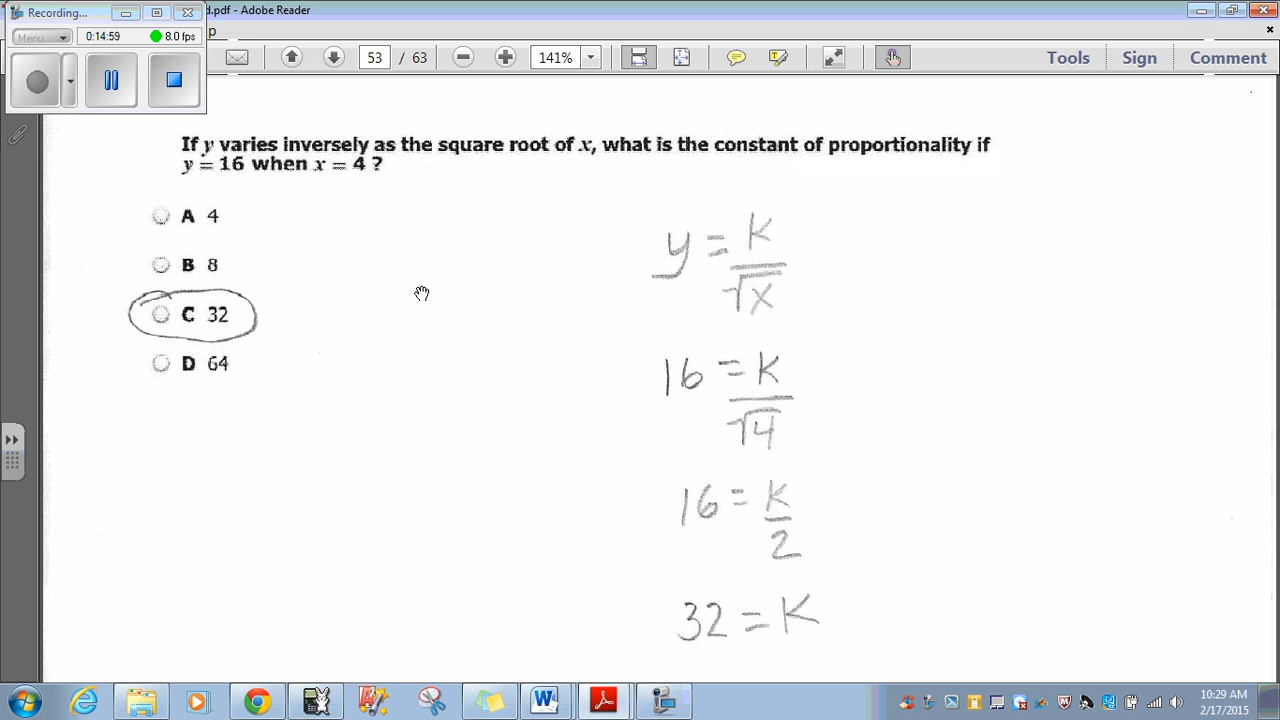 Recording...
d.pdf - Adobe Reader
Menu
0:14:59
8.0 fps
p
53 / 63
141%
Tools
Sign
Comment
If y varies inversely as the square root of x, what is the constant of proportionality if
y = 16 when x = 4 ?
A 4
B 8
C 32
D 64
y = K
√x
16 = K
√4
16 = K
2
32 = K
10:29 AM
2/17/2015